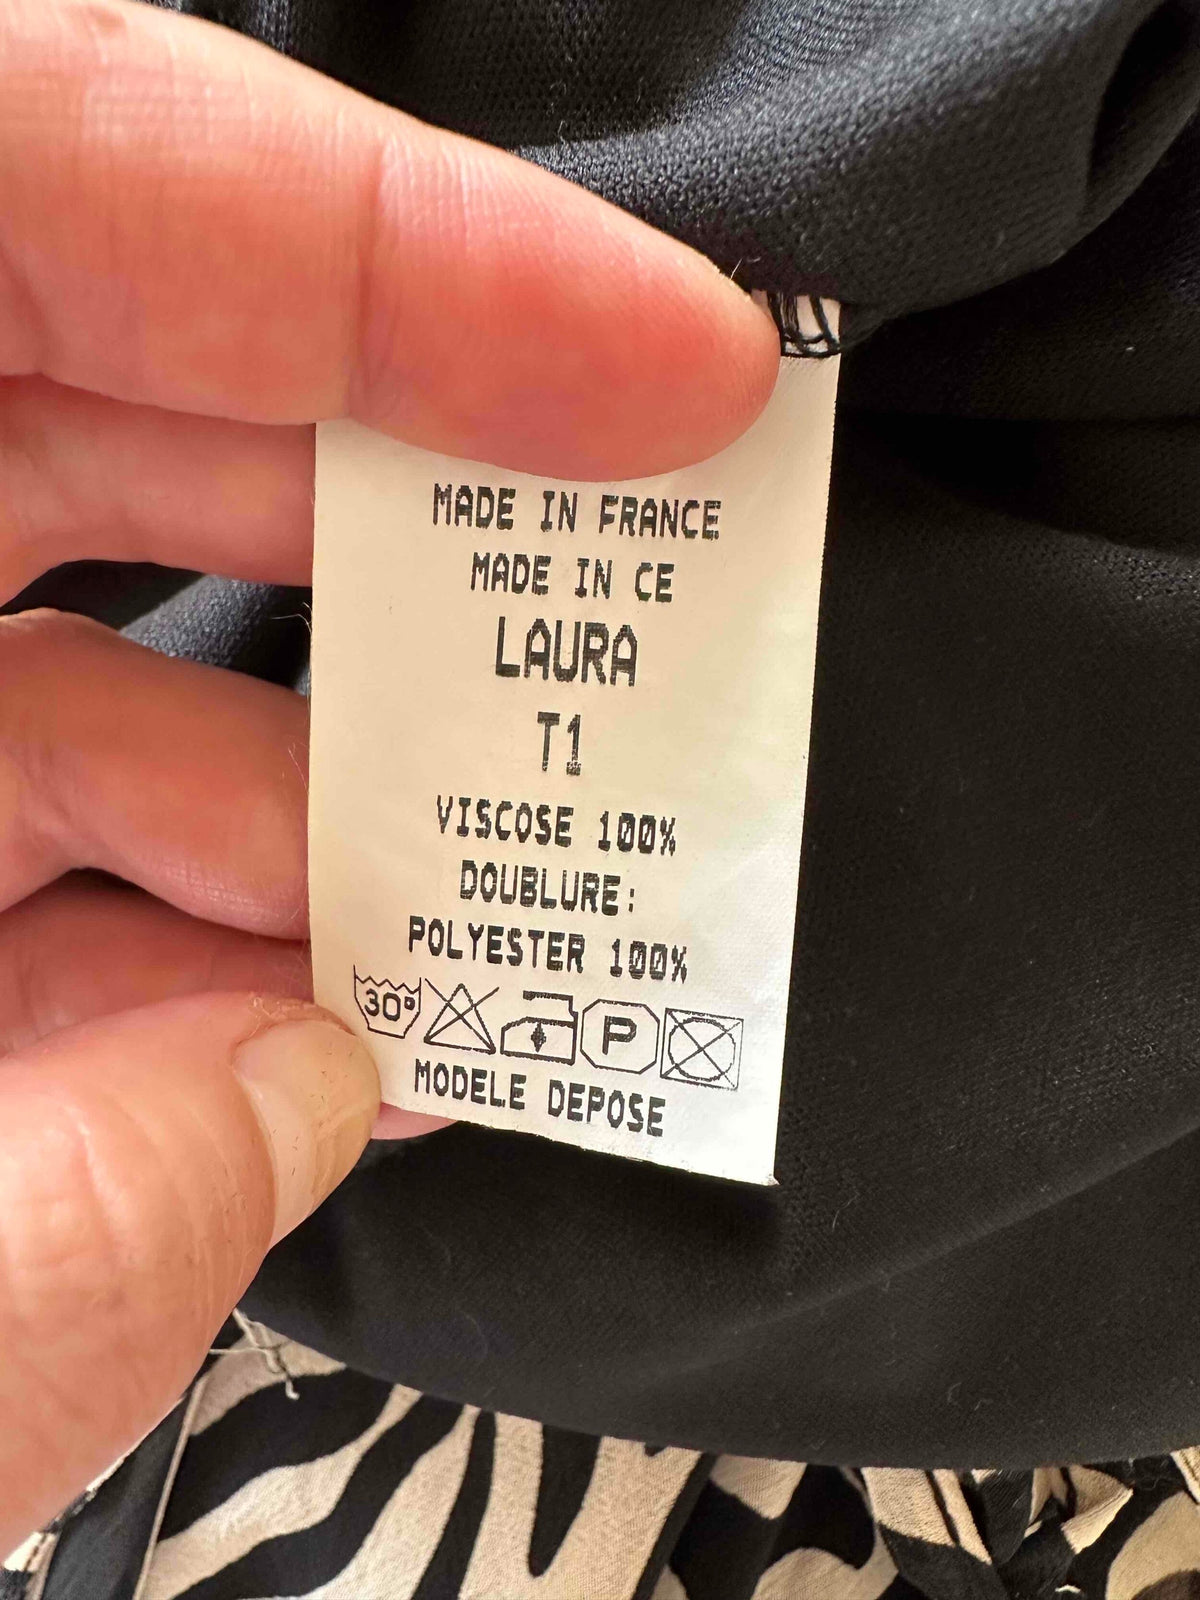 MADE IN FRANCE
MADE IN CE
LAURA
T1
VISCOSE 100%
DOUBLURE:
POLYESTER 100%
30° P
MODELE DEPOSE